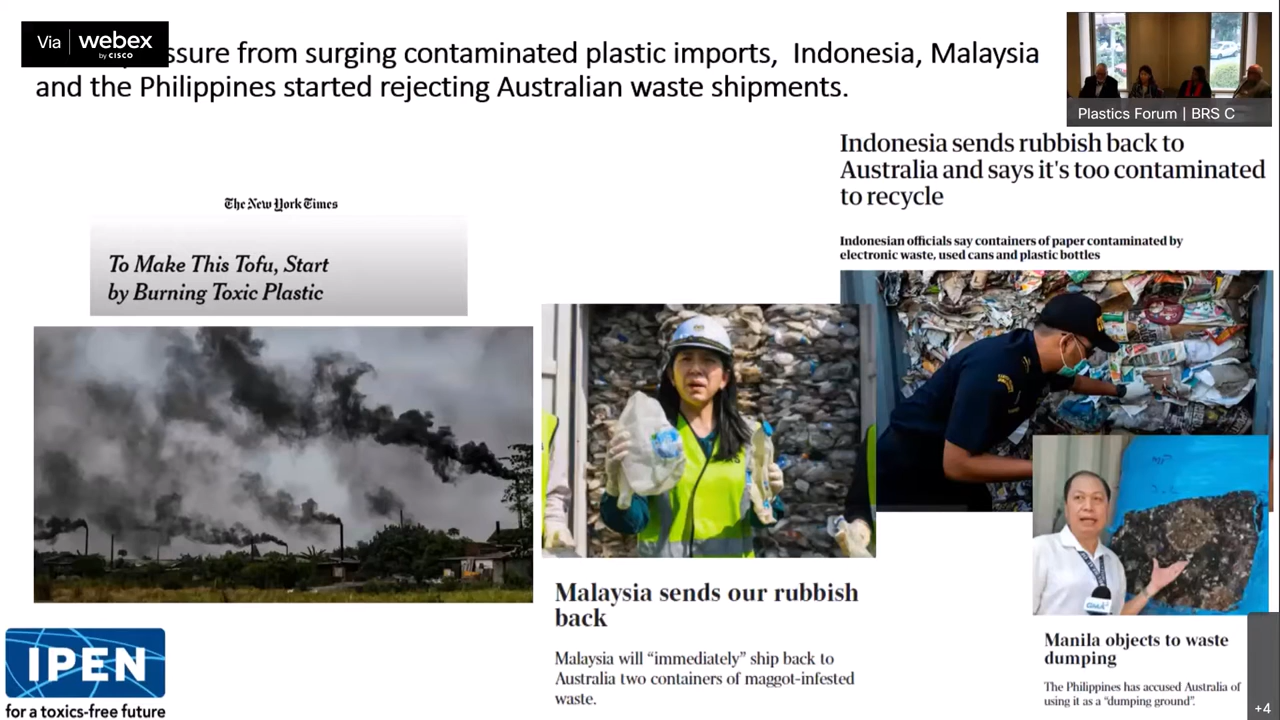 Via webex
by CISCO
ssure from surging contaminated plastic imports, Indonesia, Malaysia
and the Philippines started rejecting Australian waste shipments.
Plastics Forum | BRS C
The New York Times
To Make This Tofu, Start
by Burning Toxic Plastic
Indonesia sends rubbish back to
Australia and says it's too contaminated
to recycle
Indonesian officials say containers of paper contaminated by
electronic waste, used cans and plastic bottles
Malaysia sends our rubbish
back
Malaysia will “immediately” ship back to
Australia two containers of maggot-infested
waste.
Manila objects to waste
dumping
The Philippines has accused Australia of
using it as a “dumping ground”.
IPEN
for a toxics-free future
+4